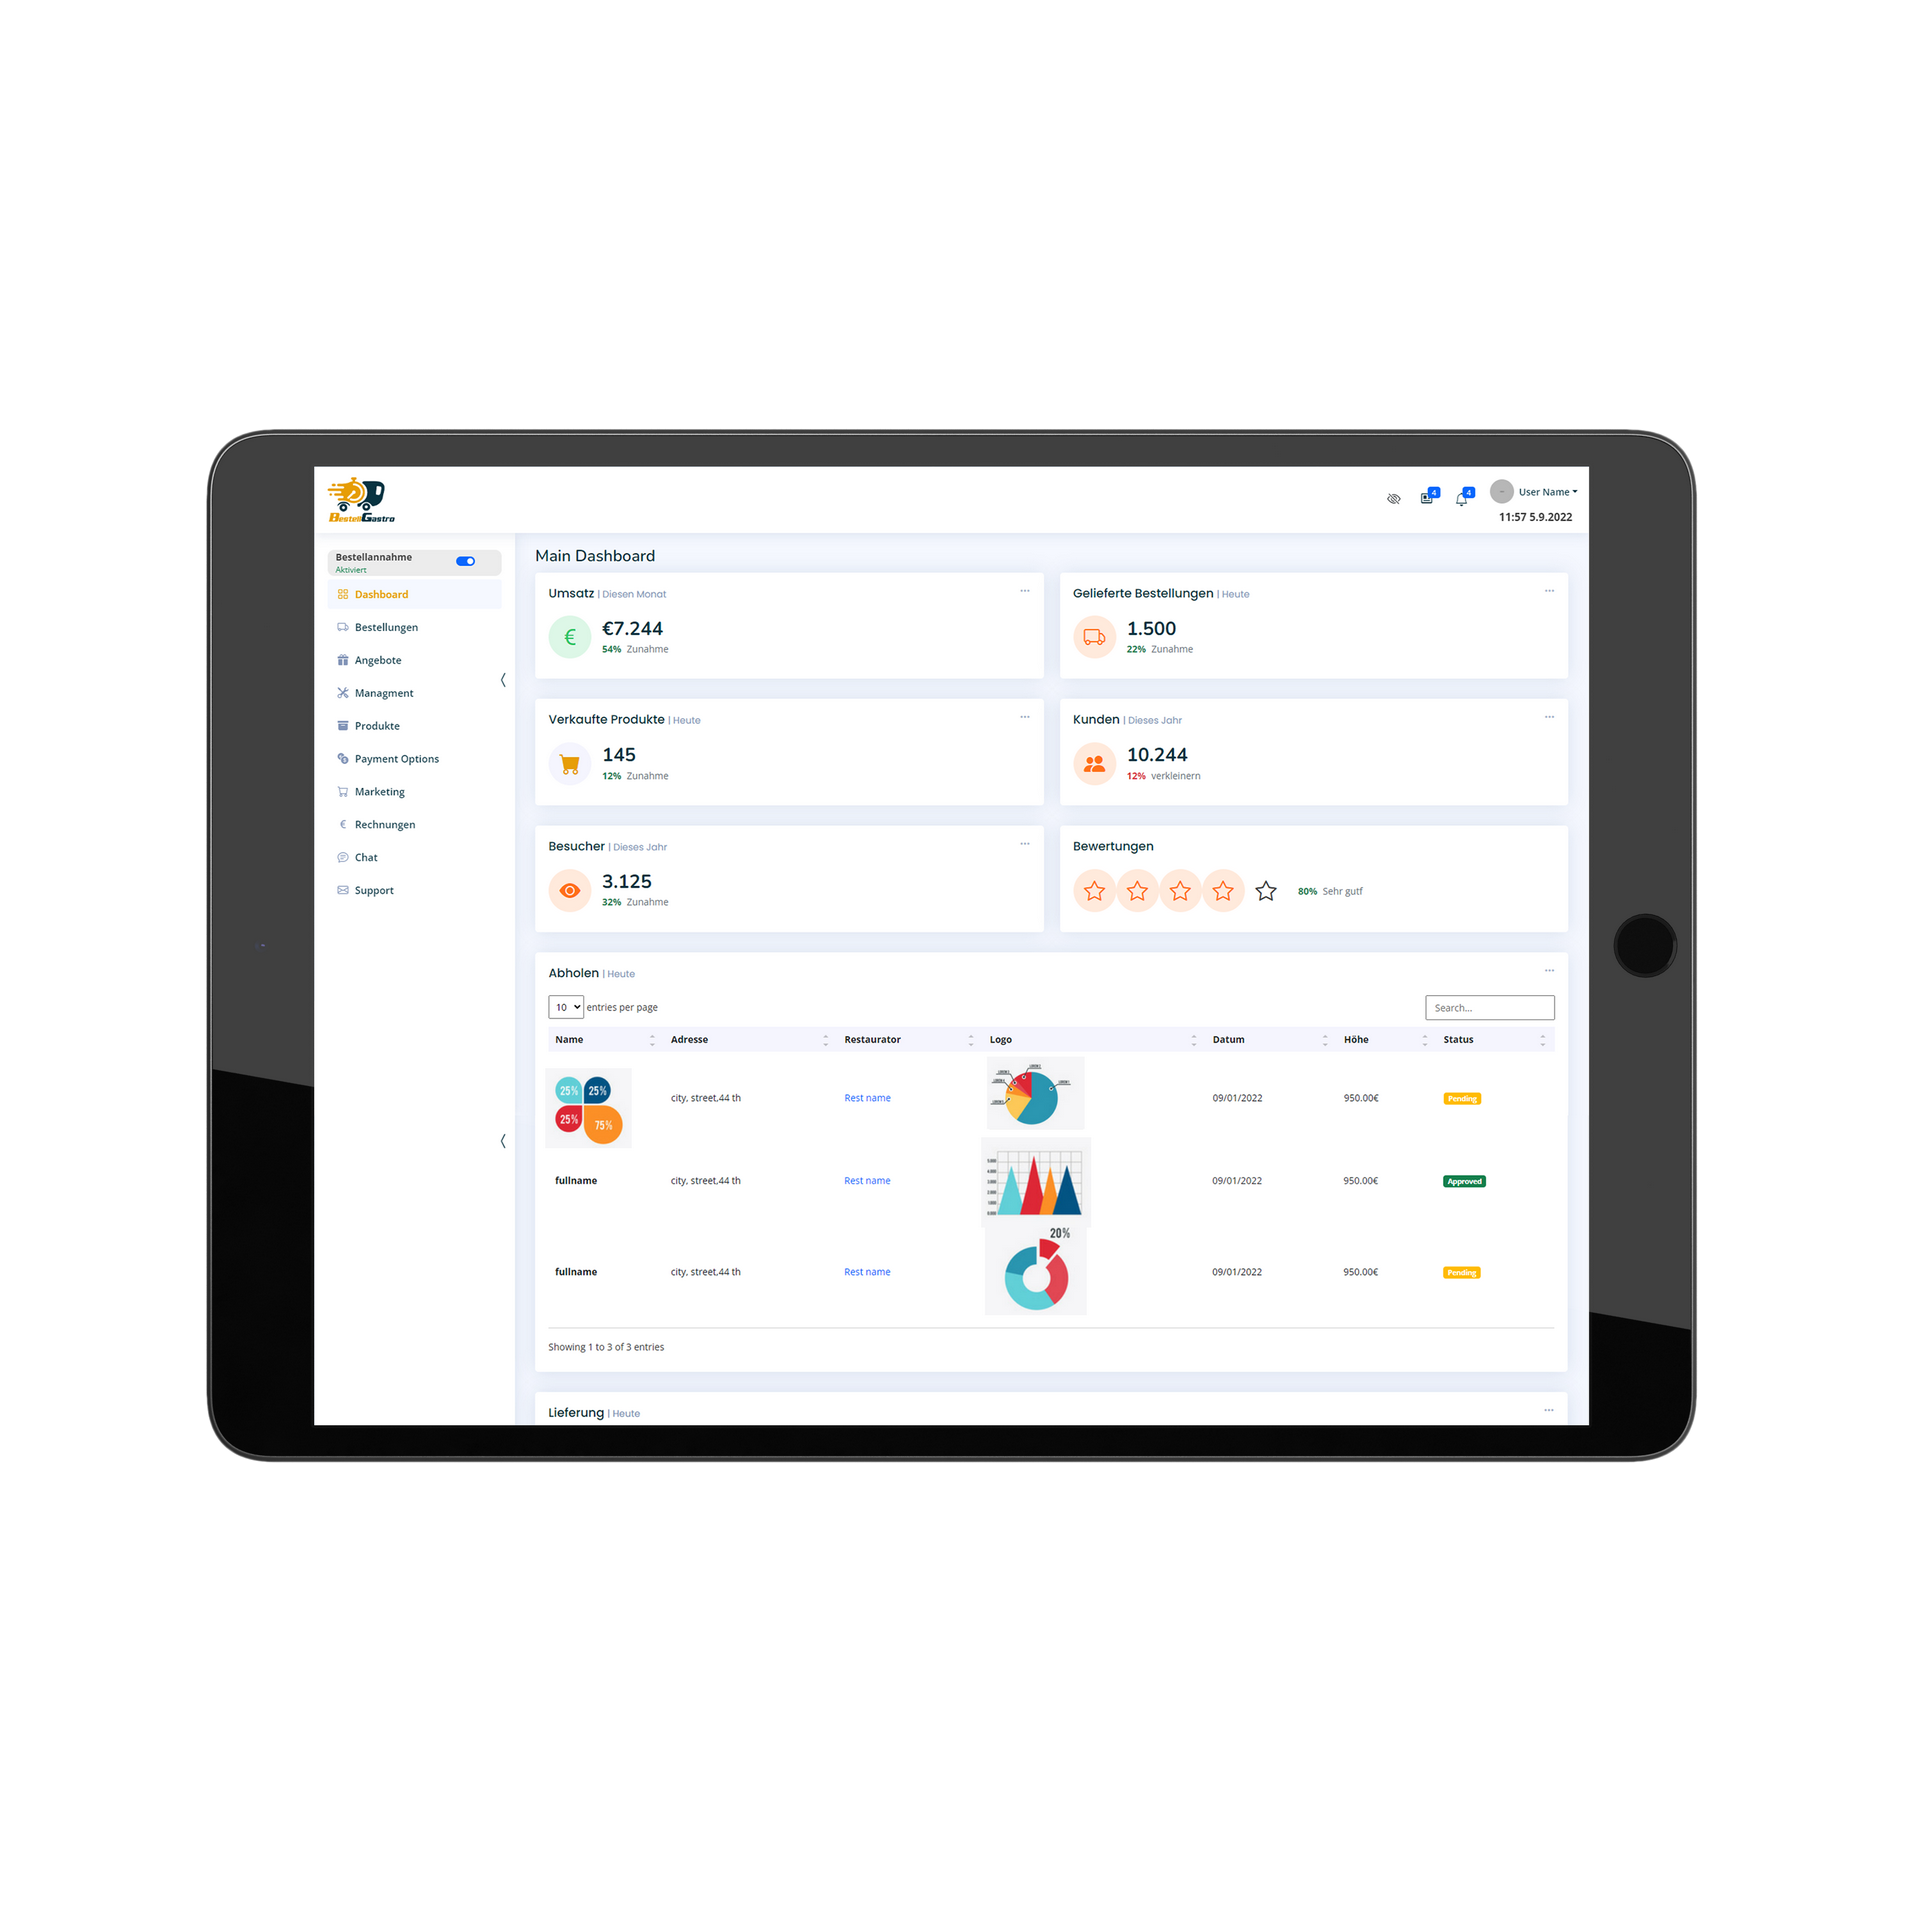 BestellGastro
4
4
User Name
11:57 5.9.2022
Bestellannahme
Aktiviert
Dashboard
Bestellungen
Angebote
Managment
Produkte
Payment Options
Marketing
Rechnungen
Chat
Support
Main Dashboard
Umsatz | Diesen Monat
€
€7.244
54% Zunahme
Gelieferte Bestellungen | Heute
1.500
22% Zunahme
Verkaufte Produkte | Heute
145
12% Zunahme
Kunden | Dieses Jahr
10.244
12% verkleinern
Besucher | Dieses Jahr
3.125
32% Zunahme
Bewertungen
80% Sehr gutf
Abholen | Heute
10 entries per page
Search...
Name Adresse Restaurator Logo Datum Höhe Status
25% 25%
25% 75%
city, street,44 th Rest name 09/01/2022 950.00€ Pending
fullname city, street,44 th Rest name 09/01/2022 950.00€ Approved
20%
fullname city, street,44 th Rest name 09/01/2022 950.00€ Pending
Showing 1 to 3 of 3 entries
Lieferung | Heute